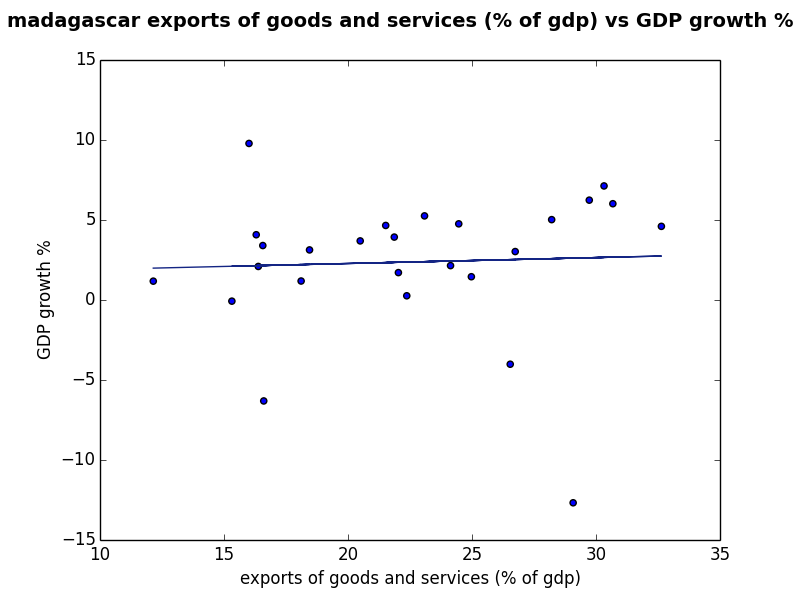 madagascar exports of goods and services (% of gdp) vs GDP growth %
15
10
5
0
−5
−10
−15
GDP growth %
10 15 20 25 30 35
exports of goods and services (% of gdp)